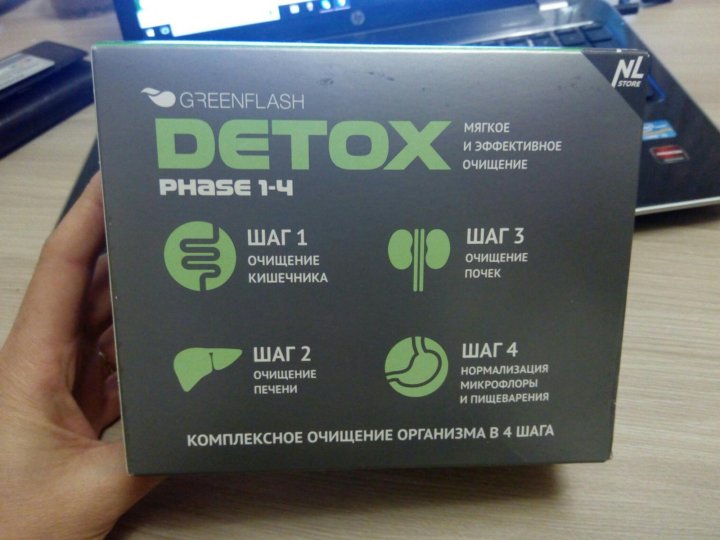 NL
STORE
GREENFLASH
DETOX
PHASE 1-4
МЯГКОЕ
И ЭФФЕКТИВНОЕ
ОЧИЩЕНИЕ
ШАГ 1
ОЧИЩЕНИЕ
КИШЕЧНИКА
ШАГ 3
ОЧИЩЕНИЕ
ПОЧЕК
ШАГ 2
ОЧИЩЕНИЕ
ПЕЧЕНИ
ШАГ 4
НОРМАЛИЗАЦИЯ
МИКРОФЛОРЫ
И ПИЩЕВАРЕНИЯ
КОМПЛЕКСНОЕ ОЧИЩЕНИЕ ОРГАНИЗМА В 4 ШАГА
hp